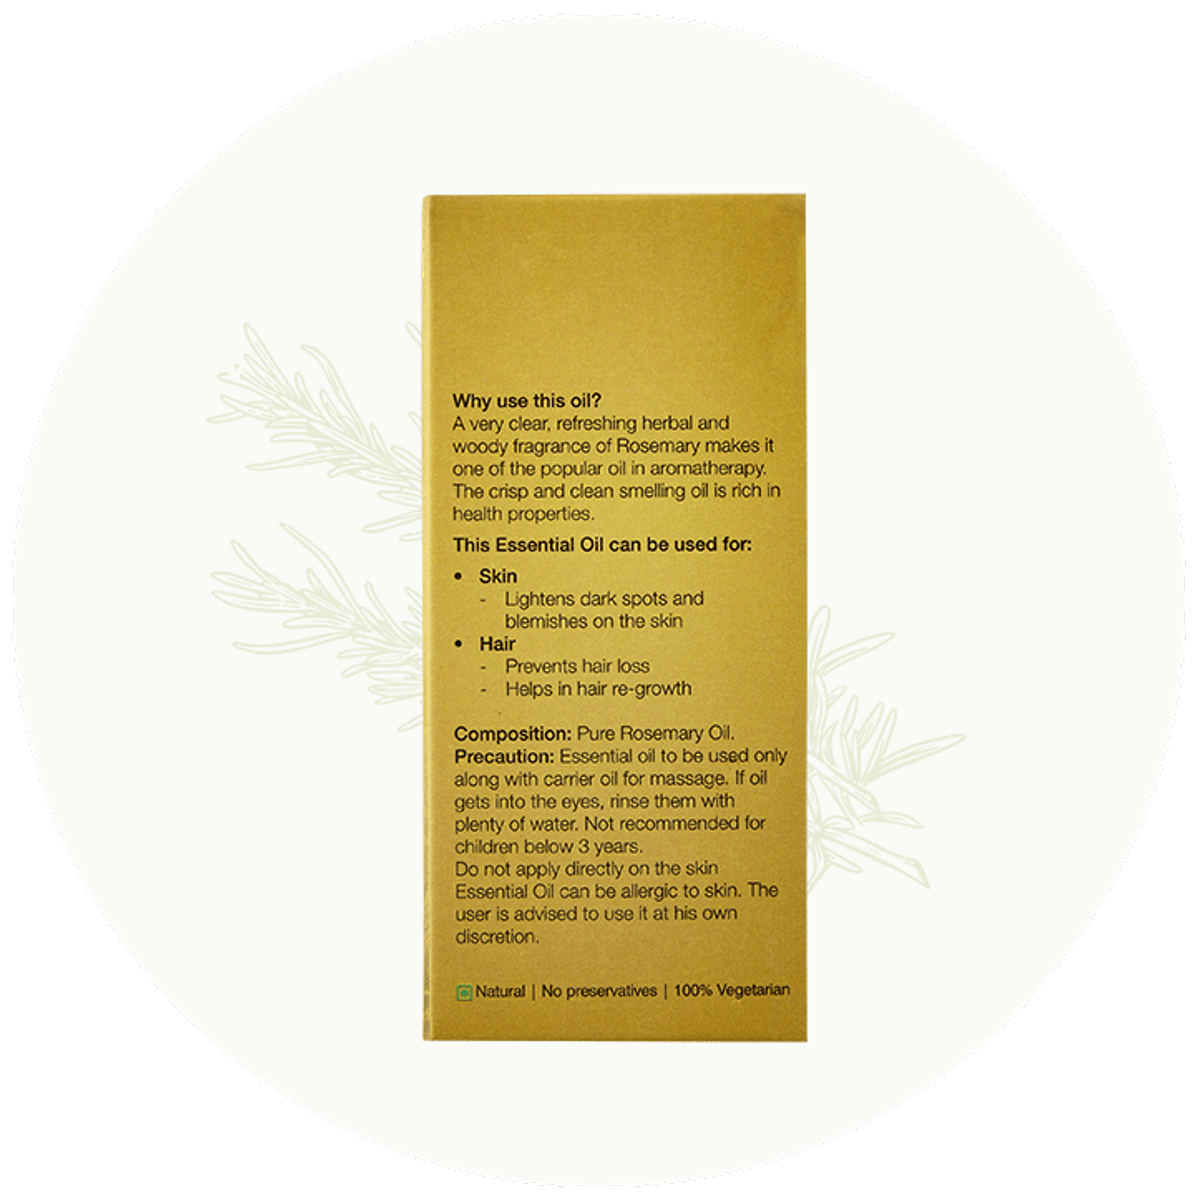 Why use this oil?
A very clear, refreshing herbal and
woody fragrance of Rosemary makes it
one of the popular oil in aromatherapy.
The crisp and clean smelling oil is rich in
health properties.
This Essential Oil can be used for:
• Skin
- Lightens dark spots and
blemishes on the skin
• Hair
- Prevents hair loss
- Helps in hair re-growth
Composition: Pure Rosemary Oil.
Precaution: Essential oil to be used only
along with carrier oil for massage. If oil
gets into the eyes, rinse them with
plenty of water. Not recommended for
children below 3 years.
Do not apply directly on the skin
Essential Oil can be allergic to skin. The
user is advised to use it at his own
discretion.
Natural | No preservatives | 100% Vegetarian